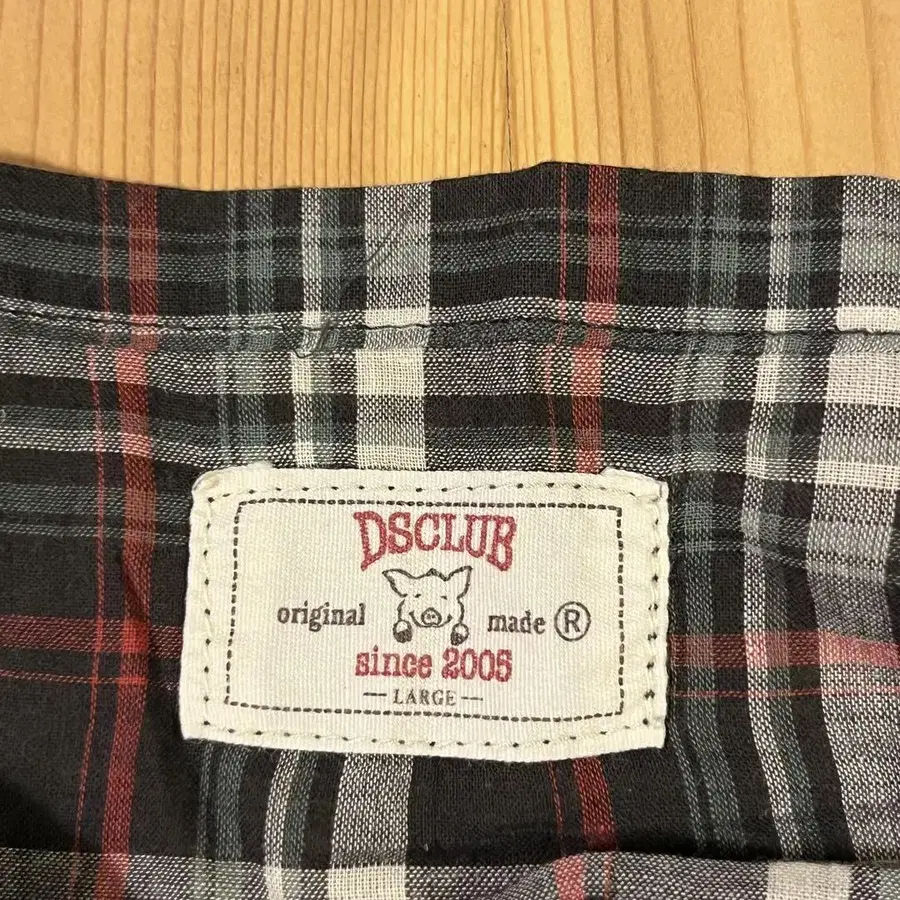 DSCLUB
original made ®
since 2005
— LARGE —